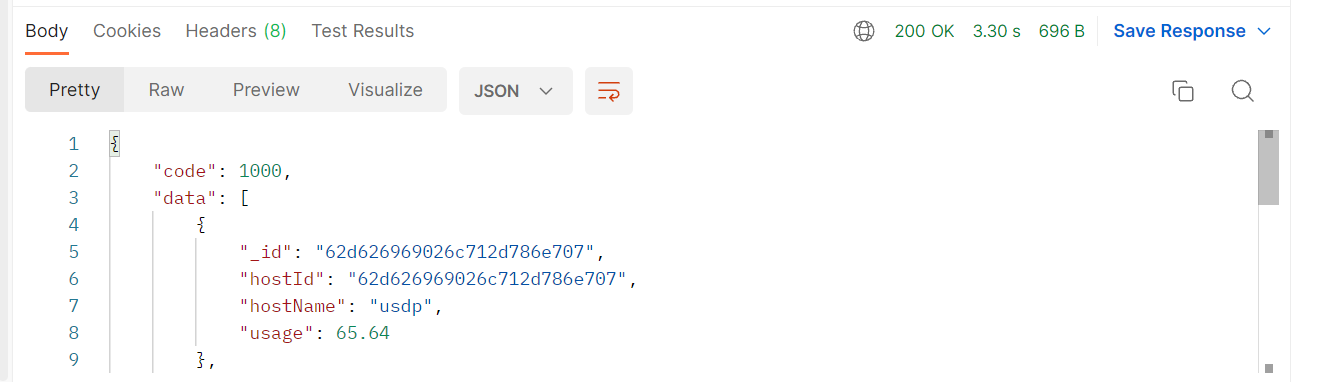 Body Cookies Headers (8) Test Results 200 OK 3.30 s 696 B Save Response
Pretty Raw Preview Visualize JSON
1 {
2 "code": 1000,
3 "data": [
4 {
5 "_id": "62d626969026c712d786e707",
6 "hostId": "62d626969026c712d786e707",
7 "hostName": "usdp",
8 "usage": 65.64
9 },